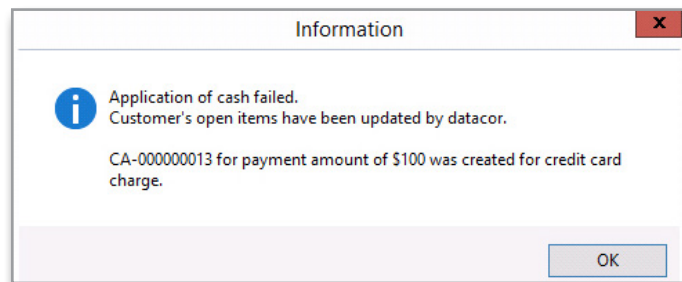 Information
x
Application of cash failed.
Customer's open items have been updated by datacor.
CA-000000013 for payment amount of $100 was created for credit card
charge.
OK